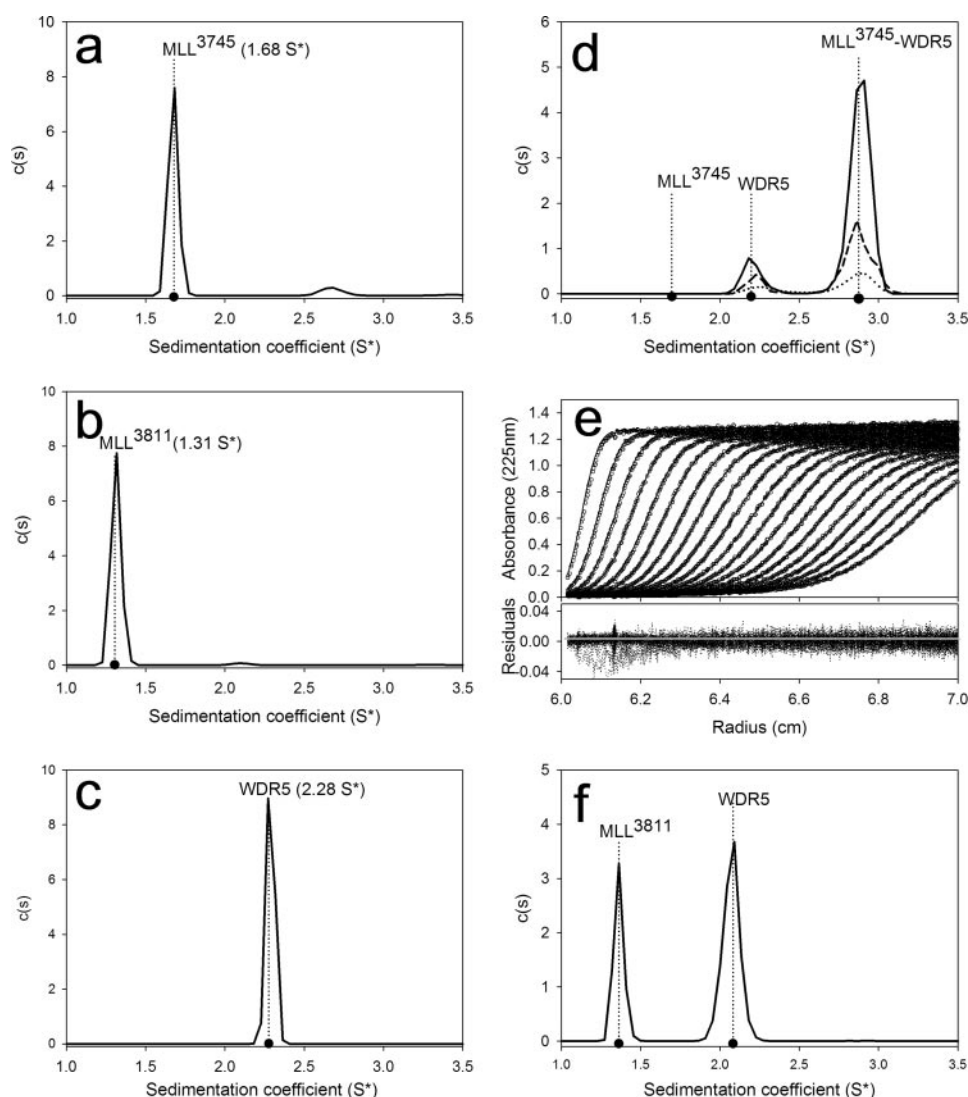 a
MLL3745 (1.68 S*)
10
8
6
4
2
0
c(s)
1.0 1.5 2.0 2.5 3.0 3.5
Sedimentation coefficient (S*)
b
MLL3811 (1.31 S*)
10
8
6
4
2
0
c(s)
1.0 1.5 2.0 2.5 3.0 3.5
Sedimentation coefficient (S*)
c
WDR5 (2.28 S*)
10
8
6
4
2
0
c(s)
1.0 1.5 2.0 2.5 3.0 3.5
Sedimentation coefficient (S*)
d
MLL3745-WDR5
MLL3745 WDR5
6
5
4
3
2
1
0
c(s)
1.0 1.5 2.0 2.5 3.0 3.5
Sedimentation coefficient (S*)
e
1.4
1.2
1.0
0.8
0.6
0.4
0.2
0.0
Absorbance (225nm)
0.04
0.00
-0.04
Residuals
6.0 6.2 6.4 6.6 6.8 7.0
Radius (cm)
f
WDR5
MLL3811
5
4
3
2
1
0
c(s)
1.0 1.5 2.0 2.5 3.0 3.5
Sedimentation coefficient (S*)